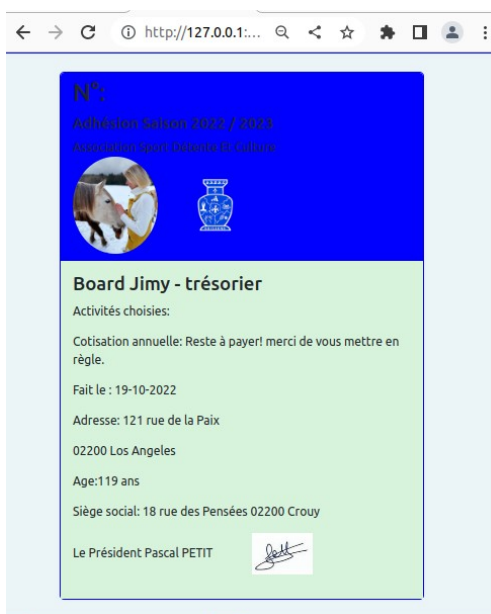 http://127.0.0.1:...
N°:
Adhésion Saison 2022 / 2023
Association Sport Détente Et Culture
Board Jimy - trésorier
Activités choisies:
Cotisation annuelle: Reste à payer! merci de vous mettre en
règle.
Fait le : 19-10-2022
Adresse: 121 rue de la Paix
02200 Los Angeles
Age:119 ans
Siège social: 18 rue des Pensées 02200 Crouy
Le Président Pascal PETIT